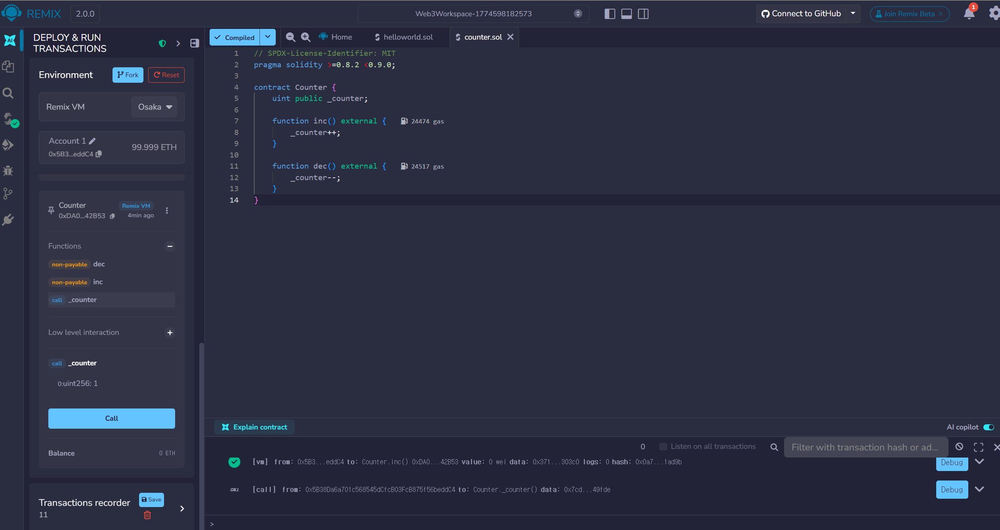 REMIX 2.0.0 Web3Workspace-1774598182573 Connect to GitHub Join Remix Beta 1
AI
DEPLOY & RUN
TRANSACTIONS
Environment Fork Reset
Remix VM Osaka
Account 1 99.999 ETH
0x5B3...eddC4
Counter Remix VM
0xDA0...42B53 4min ago
Functions
non-payable dec
non-payable inc
call _counter
Low level interaction
call _counter
0:uint256: 1
Call
Balance 0 ETH
Transactions recorder Save
11
Compiled Home helloworld.sol counter.sol
1 // SPDX-License-Identifier: MIT
2 pragma solidity >=0.8.2 <0.9.0;
3
4 contract Counter {
5 uint public _counter;
6
7 function inc() external { 24474 gas
8 _counter++;
9 }
10
11 function dec() external { 24517 gas
12 _counter--;
13 }
14 }
Explain contract AI copilot
0 Listen on all transactions Filter with transaction hash or ad...
[vm] from: 0x5B3...eddC4 to: Counter.inc() 0xDA0...42B53 value: 0 wei data: 0x371...303c0 logs: 0 hash: 0x0a7...1ad9b Debug
CALL [call] from: 0x5B38Da6a701c568545dCfcB03FcB875f56beddC4 to: Counter._counter() data: 0x7cd...49fde Debug
>